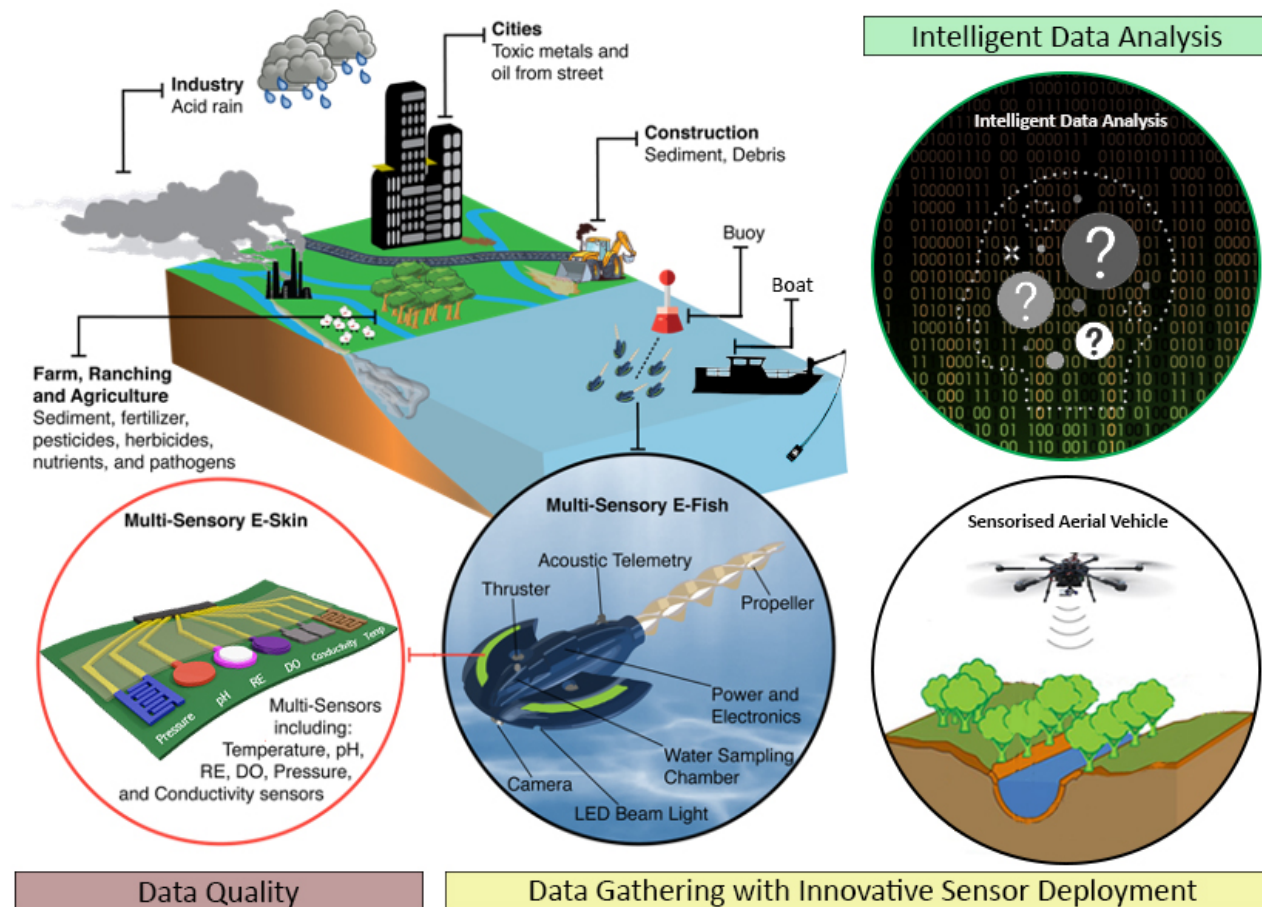 Intelligent Data Analysis
Cities
Toxic metals and
oil from street
Industry
Acid rain
Construction
Sediment, Debris
Buoy
Boat
Farm, Ranching
and Agriculture
Sediment, fertilizer,
pesticides, herbicides,
nutrients, and pathogens
Intelligent Data Analysis
?
?
?
Multi-Sensory E-Skin
Pressure
pH
RE
DO
Conductivity
Temp
Multi-Sensors
including:
Temperature, pH,
RE, DO, Pressure,
and Conductivity sensors
Multi-Sensory E-Fish
Acoustic Telemetry
Thruster
Propeller
Power and
Electronics
Water Sampling
Chamber
Camera
LED Beam Light
Sensorised Aerial Vehicle
Data Quality
Data Gathering with Innovative Sensor Deployment